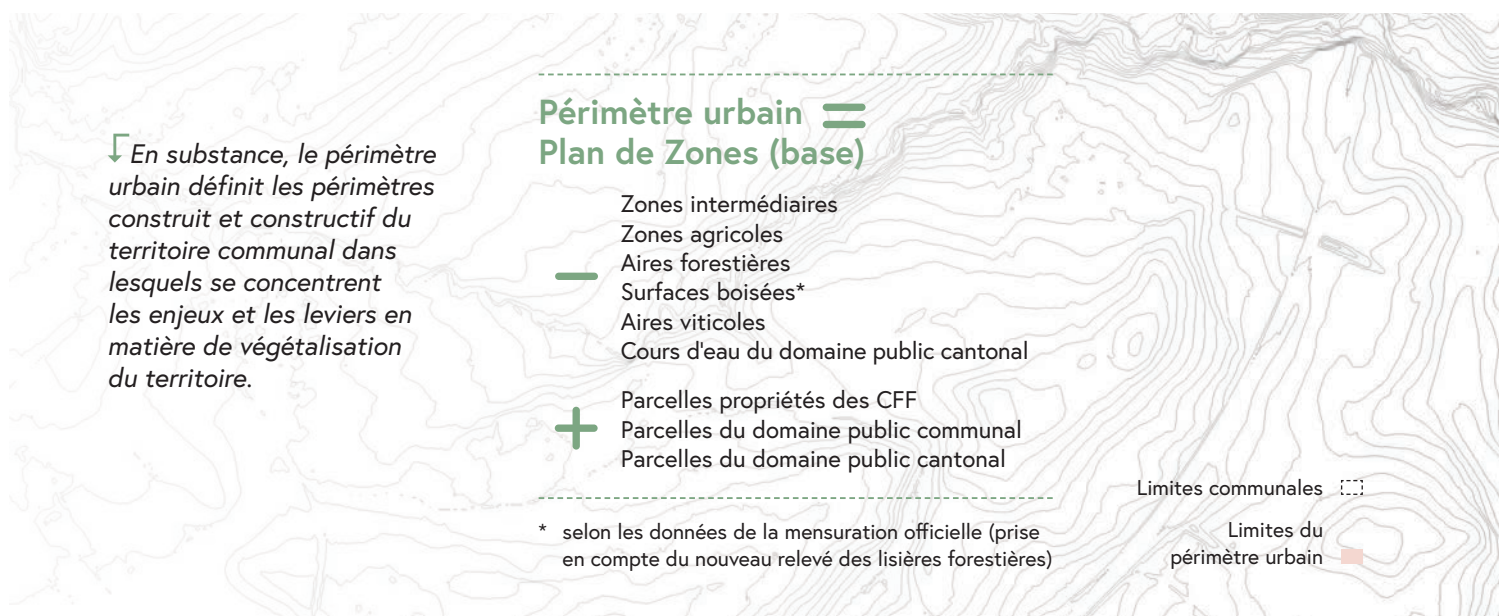 En substance, le périmètre
urbain définit les périmètres
construit et constructif du
territoire communal dans
lesquels se concentrent
les enjeux et les leviers en
matière de végétalisation
du territoire.
Périmètre urbain =
Plan de Zones (base)
−
Zones intermédiaires
Zones agricoles
Aires forestières
Surfaces boisées*
Aires viticoles
Cours d'eau du domaine public cantonal
+
Parcelles propriétés des CFF
Parcelles du domaine public communal
Parcelles du domaine public cantonal
* selon les données de la mensuration officielle (prise
en compte du nouveau relevé des lisières forestières)
Limites communales
Limites du
périmètre urbain